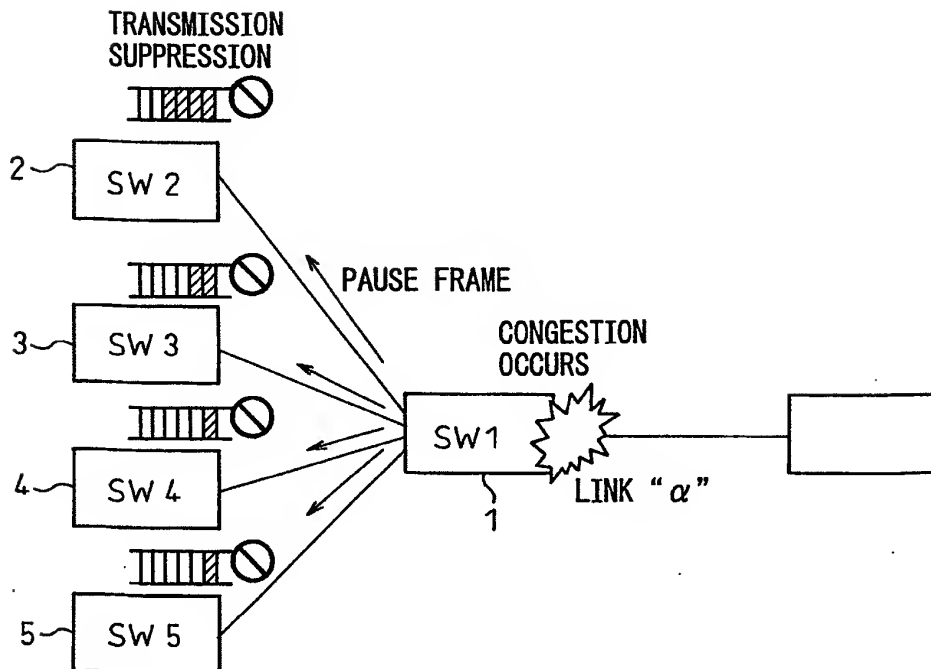 TRANSMISSION
SUPPRESSION
2
SW 2
PAUSE FRAME
3
SW 3
CONGESTION
OCCURS
SW1
4
SW 4
LINK “α”
1
5
SW 5